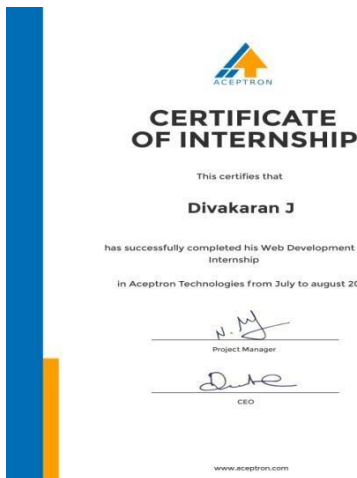 ACEPTRON
CERTIFICATE
OF INTERNSHIP
This certifies that
Divakaran J
has successfully completed his Web Development
Internship
in Aceptron Technologies from July to august 20
Project Manager
CEO
www.aceptron.com